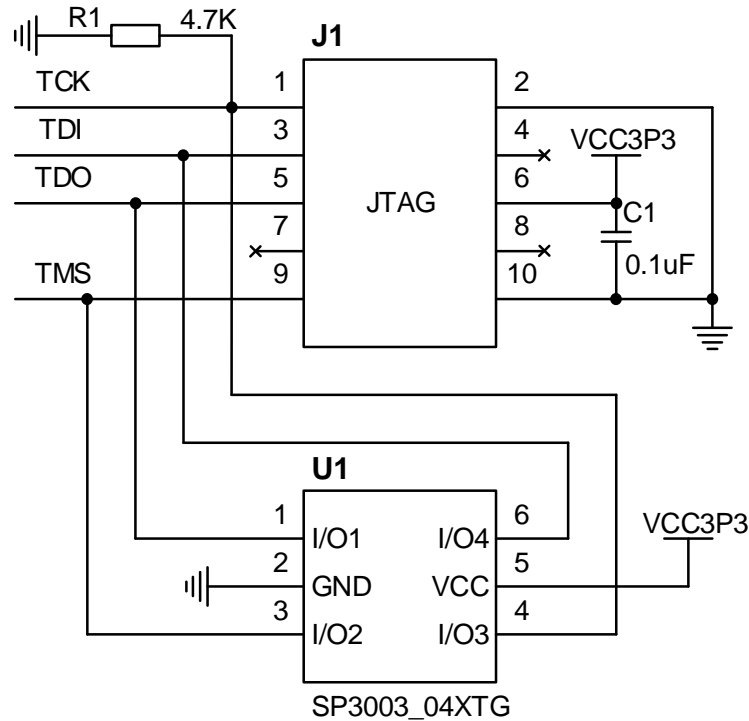 R1 4.7K
J1
TCK 1 2
TDI 3 4
VCC3P3
TDO 5 6
JTAG
C1
7 8
0.1uF
TMS 9 10
U1
1 6
VCC3P3
I/O1 I/O4
2 5
GND VCC
3 4
I/O2 I/O3
SP3003_04XTG